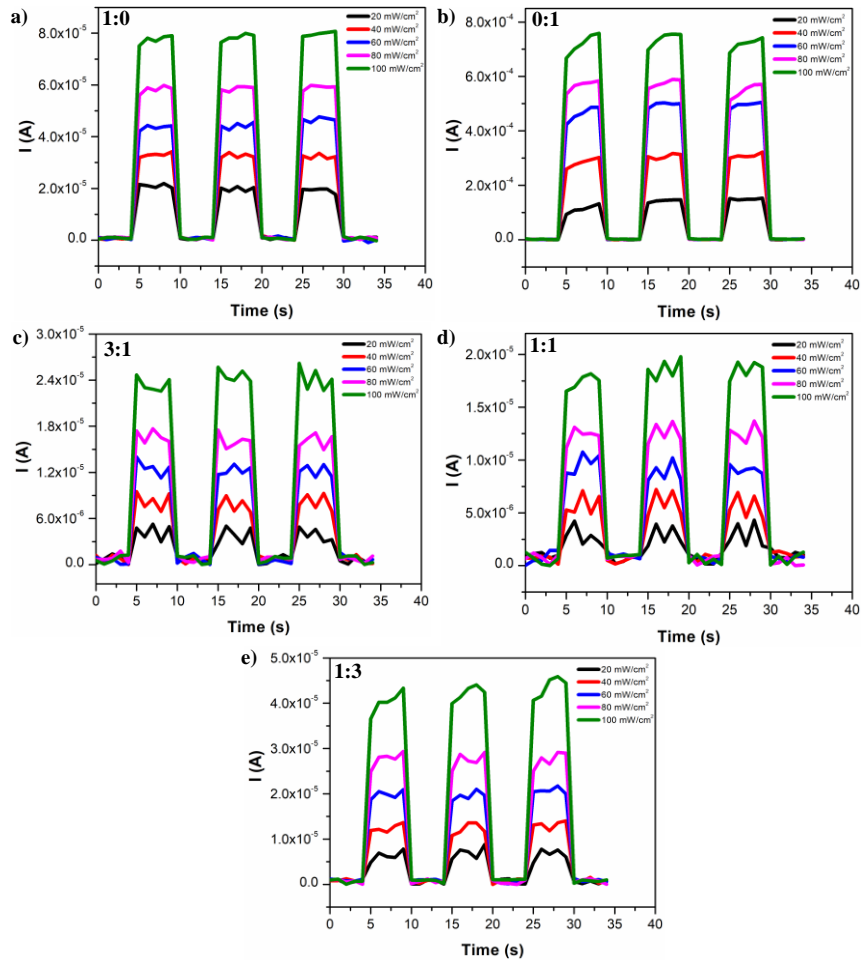 a)
1:0
20 mW/cm²
40 mW/cm²
60 mW/cm²
80 mW/cm²
100 mW/cm²
8.0x10⁻⁵
6.0x10⁻⁵
4.0x10⁻⁵
2.0x10⁻⁵
0.0
I (A)
0 5 10 15 20 25 30 35 40
Time (s)
b)
0:1
20 mW/cm²
40 mW/cm²
60 mW/cm²
80 mW/cm²
100 mW/cm²
8.0x10⁻⁴
6.0x10⁻⁴
4.0x10⁻⁴
2.0x10⁻⁴
0.0
I (A)
0 5 10 15 20 25 30 35 40
Time (s)
c)
3:1
20 mW/cm²
40 mW/cm²
60 mW/cm²
80 mW/cm²
100 mW/cm²
3.0x10⁻⁵
2.4x10⁻⁵
1.8x10⁻⁵
1.2x10⁻⁵
6.0x10⁻⁶
0.0
I (A)
0 5 10 15 20 25 30 35 40
Time (s)
d)
1:1
20 mW/cm²
40 mW/cm²
60 mW/cm²
80 mW/cm²
100 mW/cm²
2.0x10⁻⁵
1.5x10⁻⁵
1.0x10⁻⁵
5.0x10⁻⁶
0.0
I (A)
0 5 10 15 20 25 30 35 40
Time (s)
e)
1:3
20 mW/cm²
40 mW/cm²
60 mW/cm²
80 mW/cm²
100 mW/cm²
5.0x10⁻⁵
4.0x10⁻⁵
3.0x10⁻⁵
2.0x10⁻⁵
1.0x10⁻⁵
0.0
I (A)
0 5 10 15 20 25 30 35 40
Time (s)